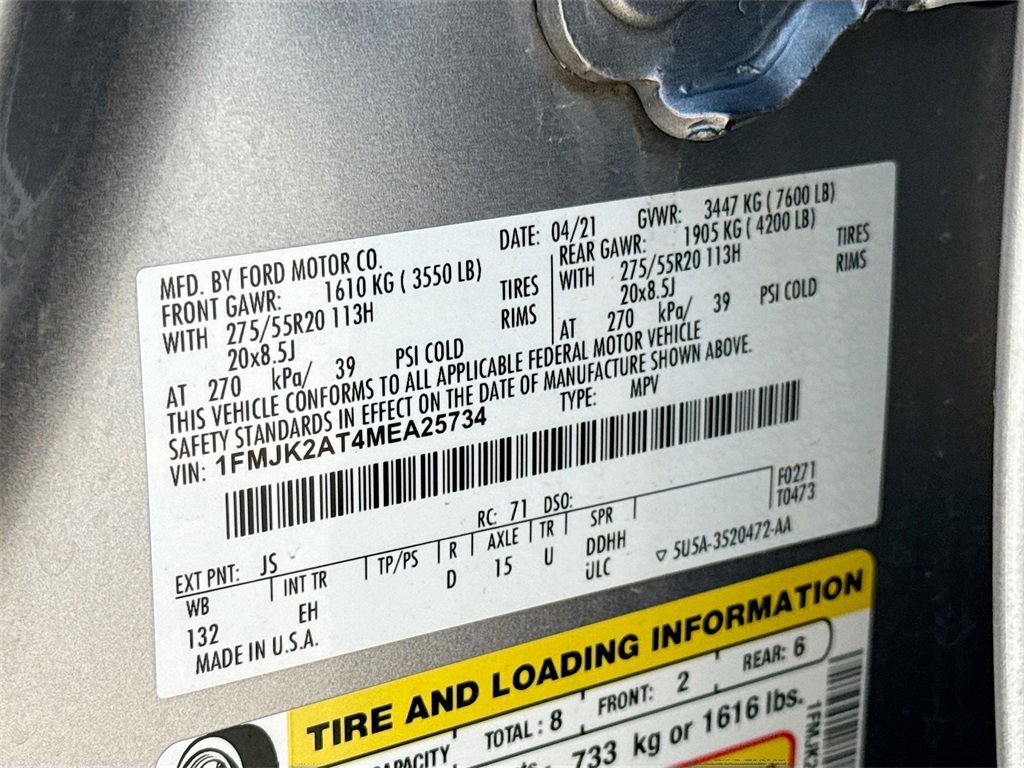 MFD. BY FORD MOTOR CO. DATE: 04/21 GVWR: 3447 KG ( 7600 LB)
FRONT GAWR: 1610 KG ( 3550 LB) REAR GAWR: 1905 KG ( 4200 LB)
WITH 275/55R20 113H TIRES WITH 275/55R20 113H TIRES
20x8.5J RIMS 20x8.5J RIMS
AT 270 kPa/ 39 PSI COLD AT 270 kPa/ 39 PSI COLD
THIS VEHICLE CONFORMS TO ALL APPLICABLE FEDERAL MOTOR VEHICLE
SAFETY STANDARDS IN EFFECT ON THE DATE OF MANUFACTURE SHOWN ABOVE.
VIN: 1FMJK2AT4MEA25734 TYPE: MPV
F0271
T0473
EXT PNT: JS RC: 71 DSO:
WB INT TR TP/PS R AXLE TR SPR
132 EH D 15 U DDHH
ULC
▽ 5U5A-3520472-AA
MADE IN U.S.A.
TIRE AND LOADING INFORMATION
TOTAL : 8 FRONT: 2 REAR: 6
733 kg or 1616 lbs.